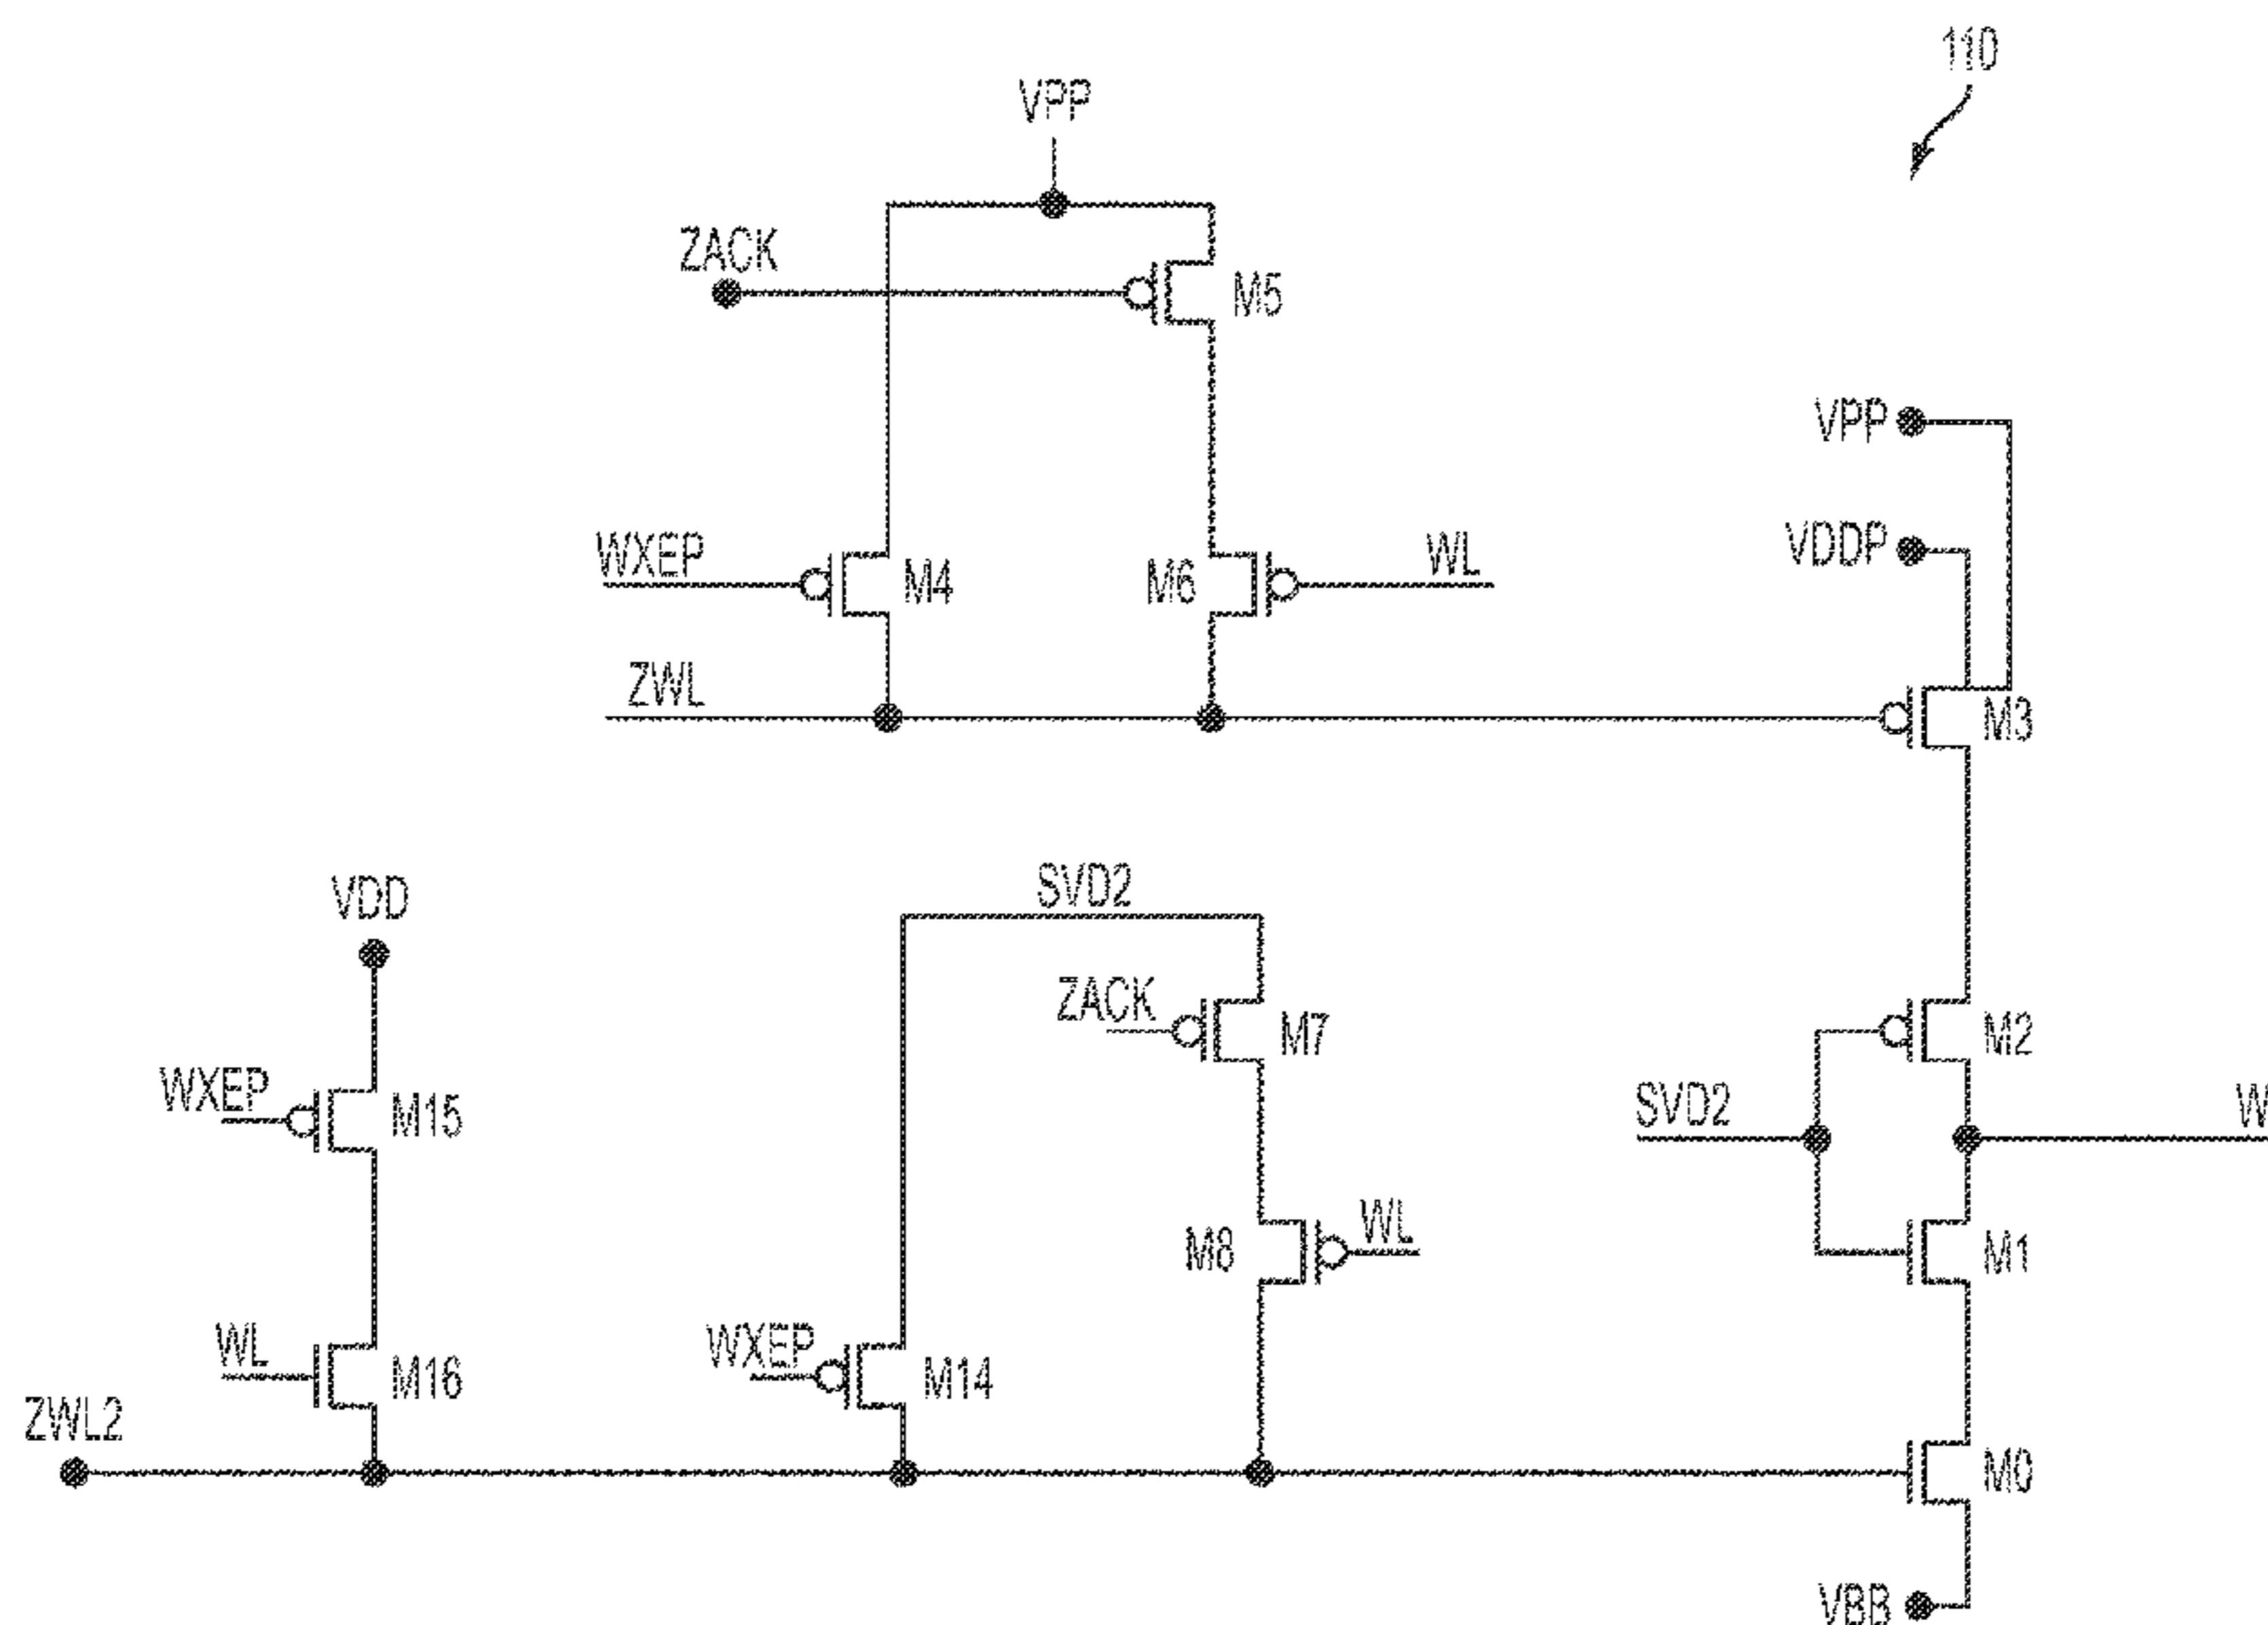 110
VPP
ZACK
M5
VPP
VDDP
WXEP
M4
M6
WL
ZWL
M3
SVD2
VDD
ZACK
M7
M2
WXEP
M15
SVD2
W
M8
WL
M1
WL
M16
WXEP
M14
ZWL2
M0
VBB